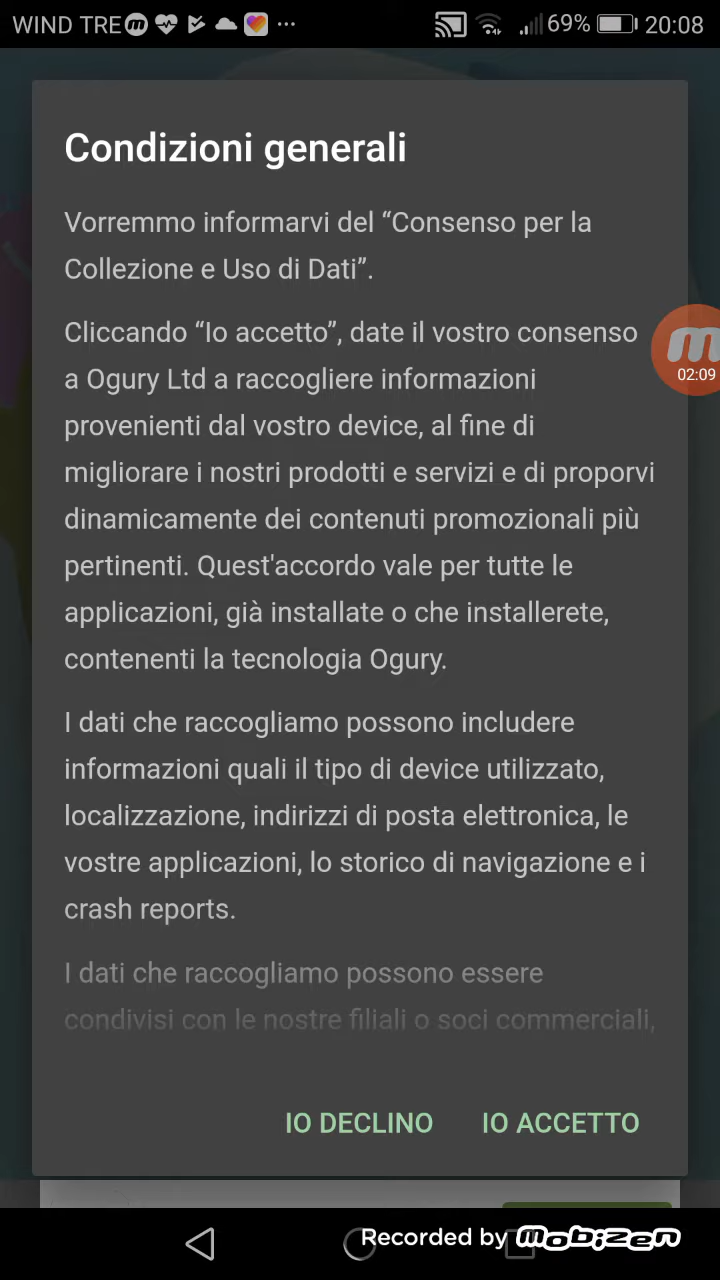 WIND TRE 69% 20:08
Condizioni generali
Vorremmo informarvi del “Consenso per la
Collezione e Uso di Dati”.
Cliccando “Io accetto”, date il vostro consenso
a Ogury Ltd a raccogliere informazioni
provenienti dal vostro device, al fine di
migliorare i nostri prodotti e servizi e di proporvi
dinamicamente dei contenuti promozionali più
pertinenti. Quest'accordo vale per tutte le
applicazioni, già installate o che installerete,
contenenti la tecnologia Ogury.
m
02:09
I dati che raccogliamo possono includere
informazioni quali il tipo di device utilizzato,
localizzazione, indirizzi di posta elettronica, le
vostre applicazioni, lo storico di navigazione e i
crash reports.
I dati che raccogliamo possono essere
condivisi con le nostre filiali o soci commerciali,
IO DECLINO IO ACCETTO
Recorded by mobizen